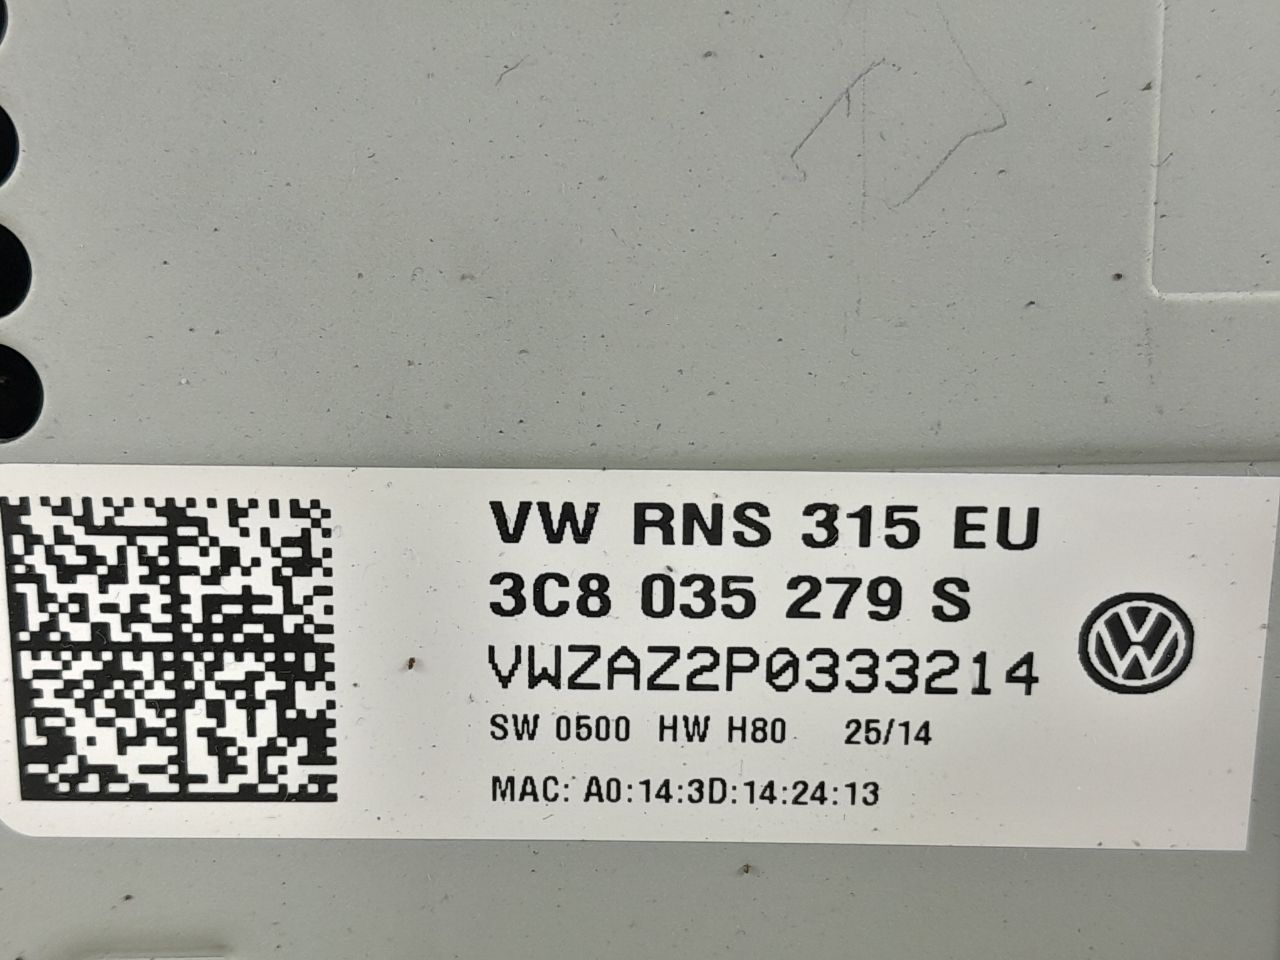 VW RNS 315 EU
3C8 035 279 S
VWZAZ2P0333214
SW 0500 HW H80 25/14
MAC: A0:14:3D:14:24:13